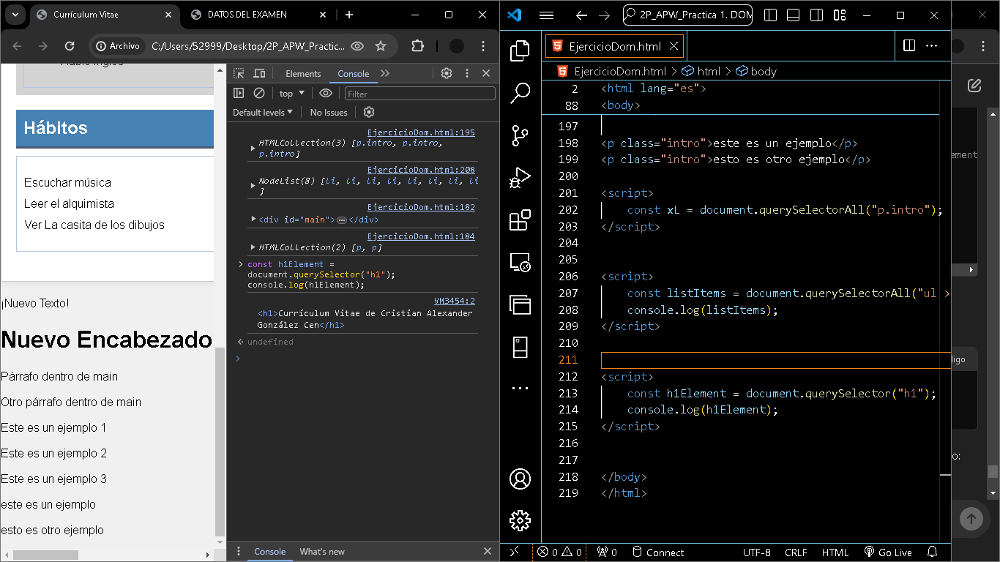 Currículum Vitae
DATOS DEL EXAMEN
Archivo
C:/Users/52999/Desktop/2P_APW_Practic...
Hablo Inglés
Hábitos
Escuchar música
Leer el alquimista
Ver La casita de los dibujos
¡Nuevo Texto!
Nuevo Encabezado
Párrafo dentro de main
Otro párrafo dentro de main
Este es un ejemplo 1
Este es un ejemplo 2
Este es un ejemplo 3
este es un ejemplo
esto es otro ejemplo
Elements
Console
top
Filter
Default levels
No Issues
EjercicioDom.html:195
HTMLCollection(3) [p.intro, p.intro,
p.intro]
EjercicioDom.html:208
NodeList(8) [li, li, li, li, li, li, li, li
]
EjercicioDom.html:182
<div id="main">…</div>
EjercicioDom.html:184
HTMLCollection(2) [p, p]
const h1Element =
document.querySelector("h1");
console.log(h1Element);
VM3454:2
<h1>Currículum Vitae de Cristian Alexander
González Cen</h1>
undefined
Console
What's new
2P_APW_Practica 1. DOM
EjercicioDom.html
EjercicioDom.html > html > body
2 <html lang="es">
88 <body>
197
198 <p class="intro">este es un ejemplo</p>
199 <p class="intro">esto es otro ejemplo</p>
200
201 <script>
202 const xL = document.querySelectorAll("p.intro");
203 </script>
204
205
206 <script>
207 const listItems = document.querySelectorAll("ul >
208 console.log(listItems);
209 </script>
210
211
212 <script>
213 const h1Element = document.querySelector("h1");
214 console.log(h1Element);
215 </script>
216
217
218 </body>
219 </html>
0 0
0
Connect
UTF-8
CRLF
HTML
Go Live
ement
digo
o: